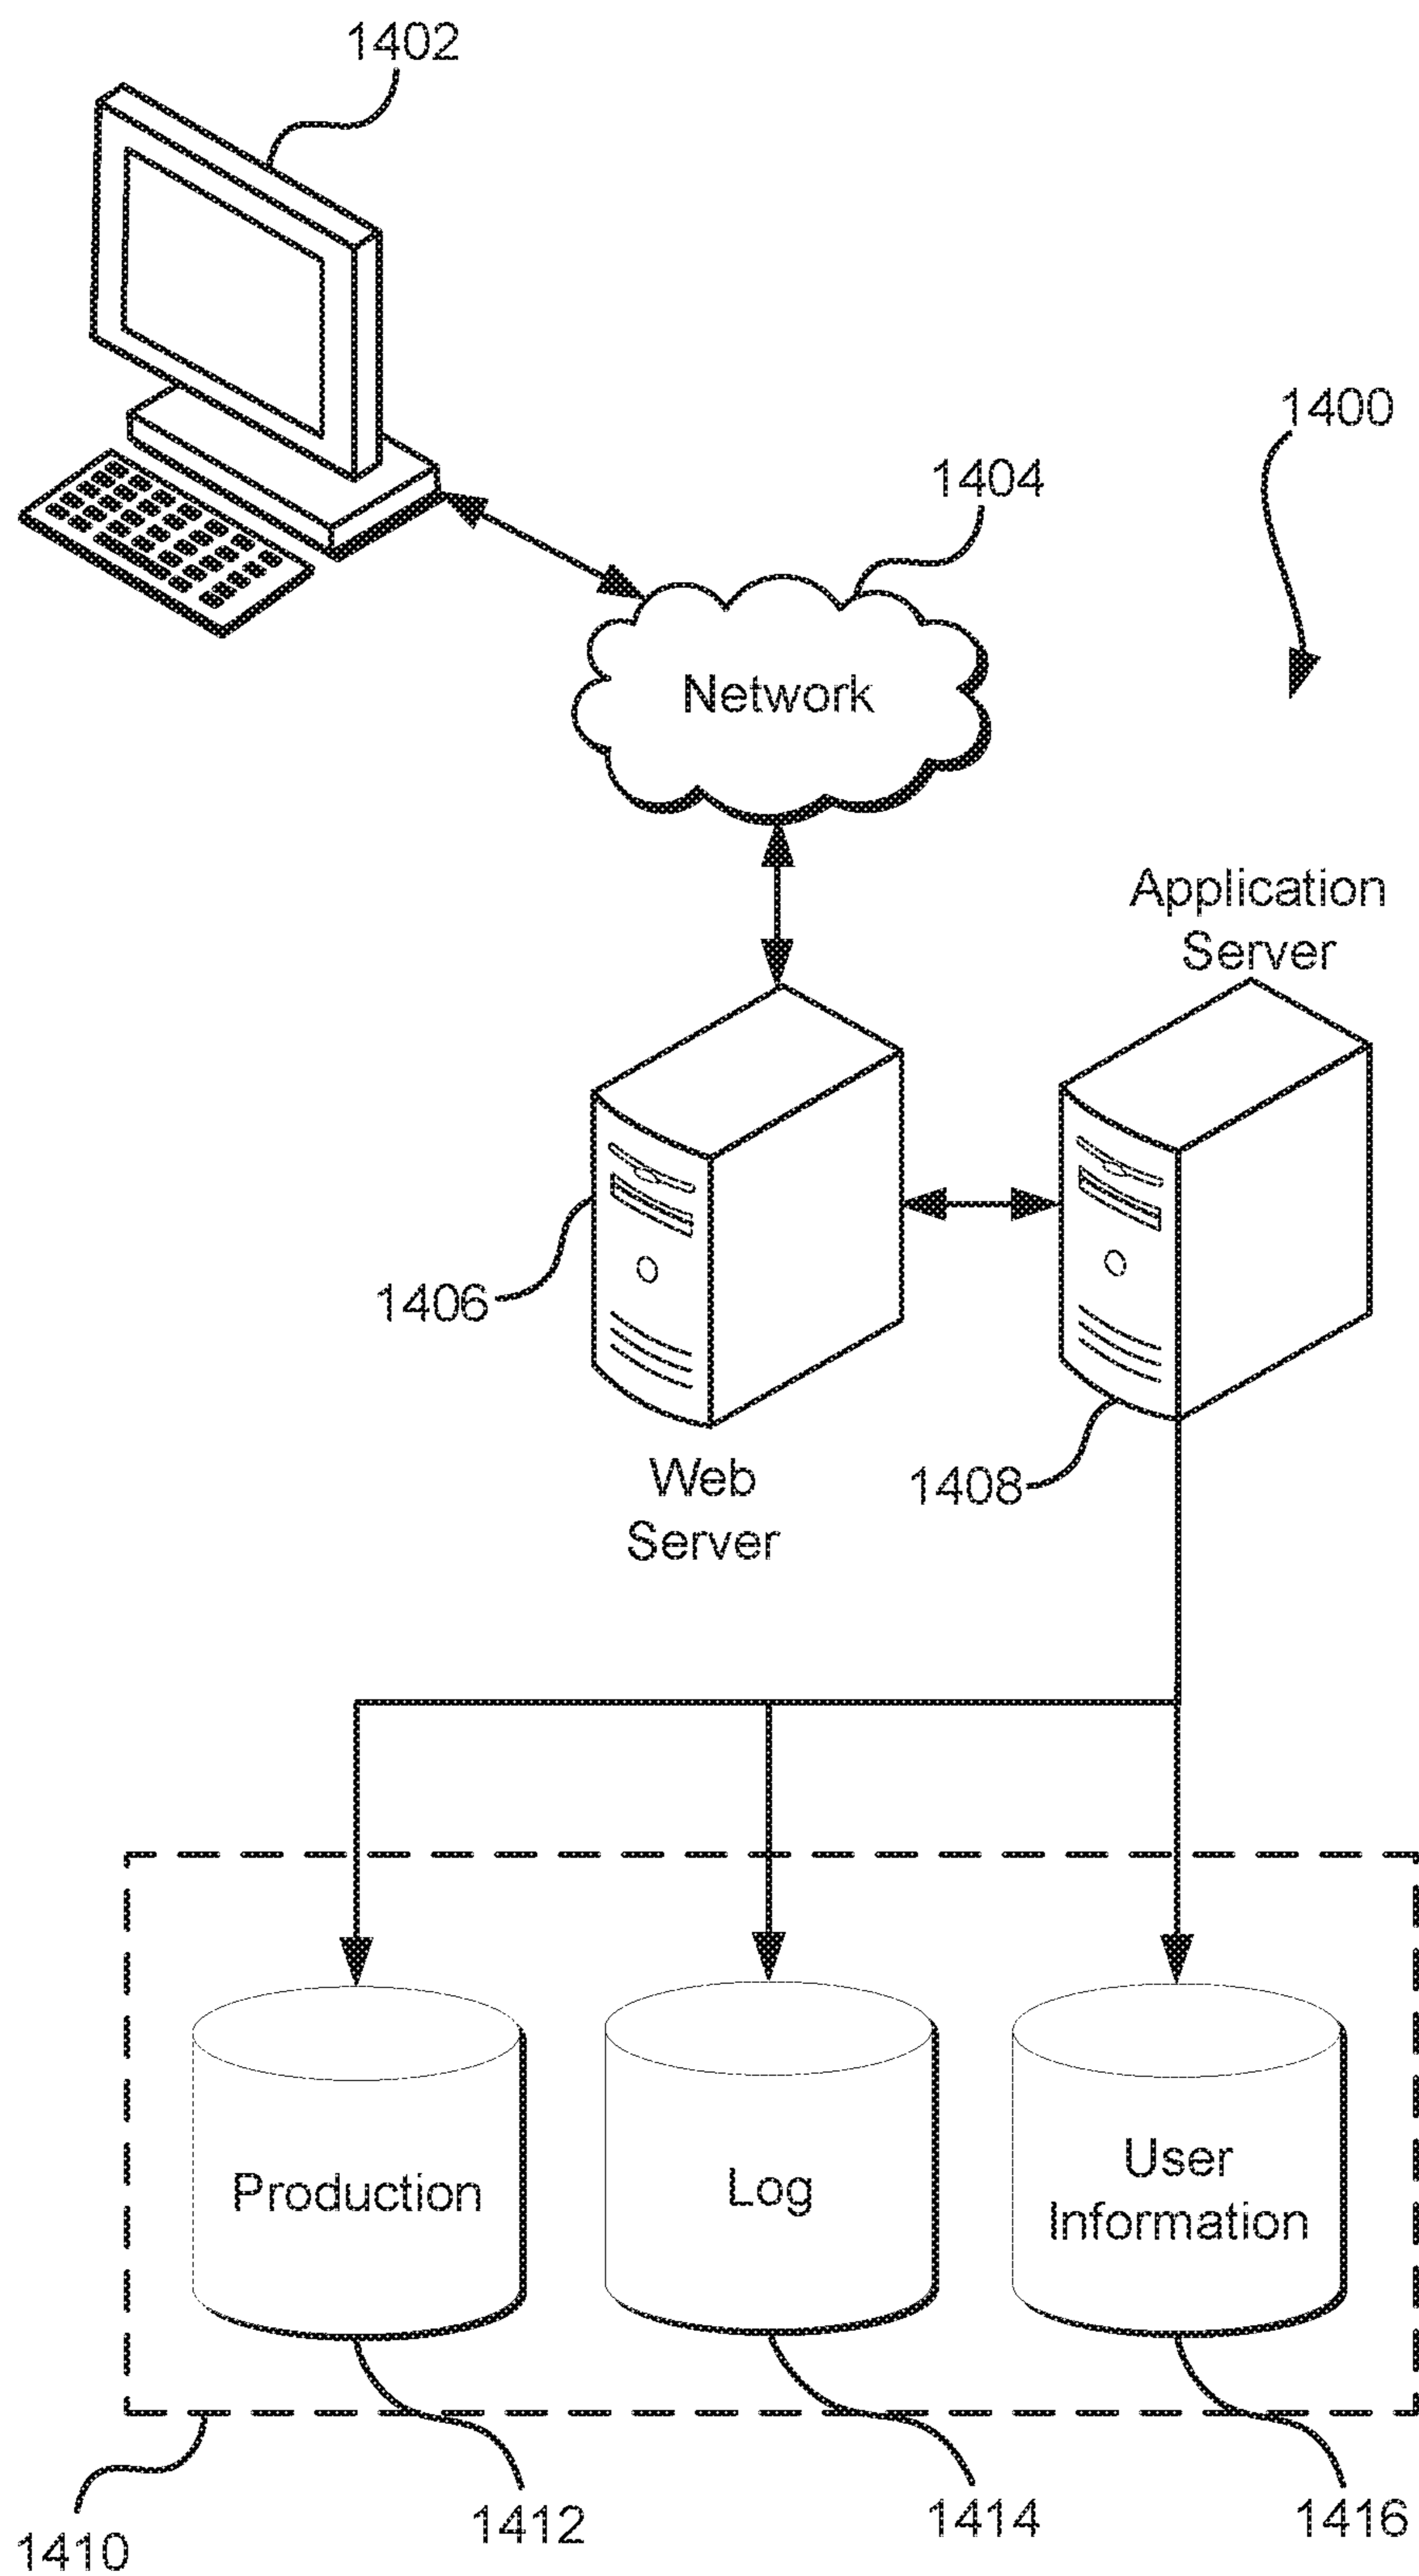 1402
1400
1404
Network
Application
Server
1406
1408
Web
Server
Production
Log
User
Information
1410
1412
1414
1416